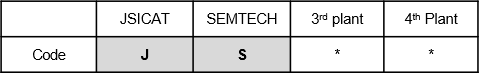 JSICAT SEMTECH 3rd plant 4th Plant
Code J S * *